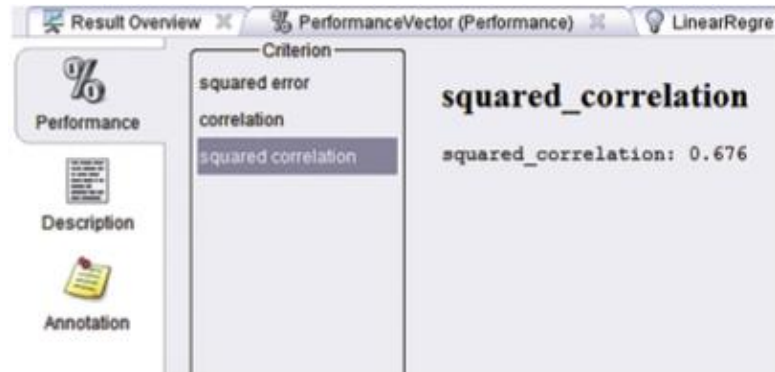 Result Overview
PerformanceVector (Performance)
LinearRegre
Performance
Description
Annotation
Criterion
squared error
correlation
squared correlation
squared_correlation
squared_correlation: 0.676